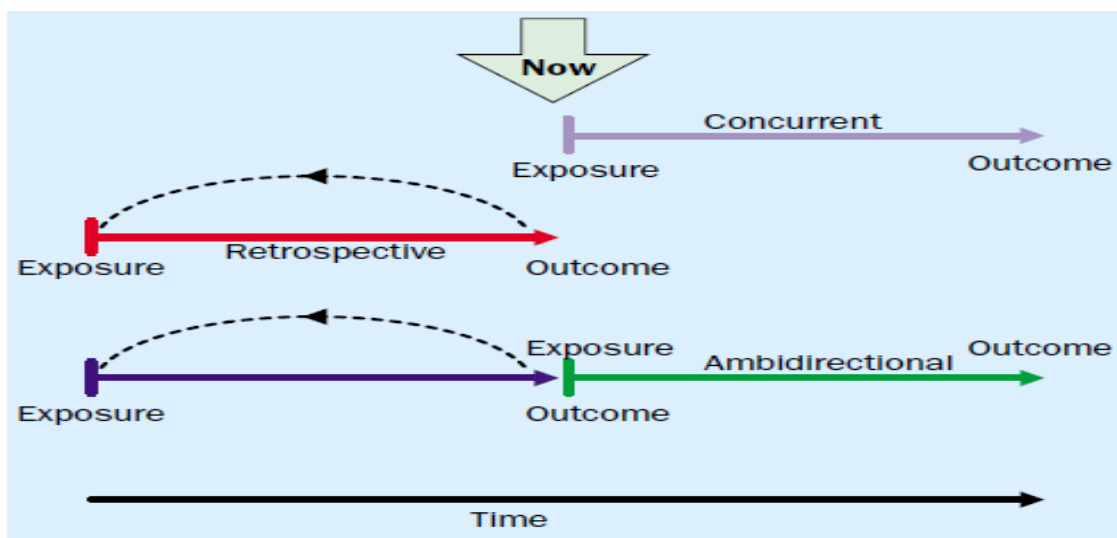 Now
Concurrent
Exposure
Outcome
Retrospective
Exposure
Outcome
Exposure
Ambidirectional
Outcome
Exposure
Outcome
Time